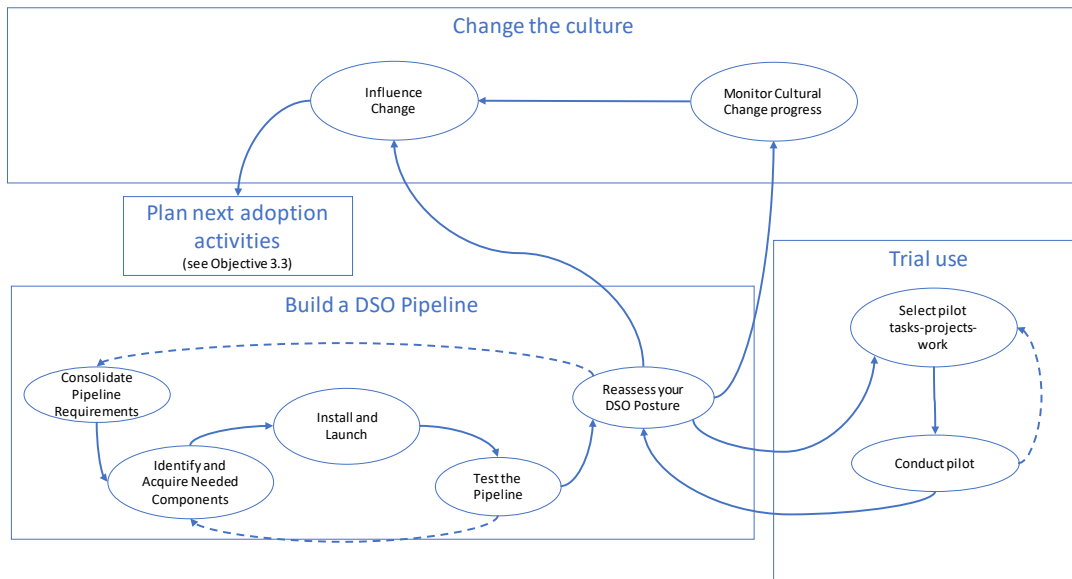 Change the culture
Influence
Change
Monitor Cultural
Change progress
Plan next adoption
activities
(see Objective 3.3)
Trial use
Build a DSO Pipeline
Select pilot
tasks-projects-
work
Consolidate
Pipeline
Requirements
Reassess your
DSO Posture
Install and
Launch
Identify and
Acquire Needed
Components
Test the
Pipeline
Conduct pilot